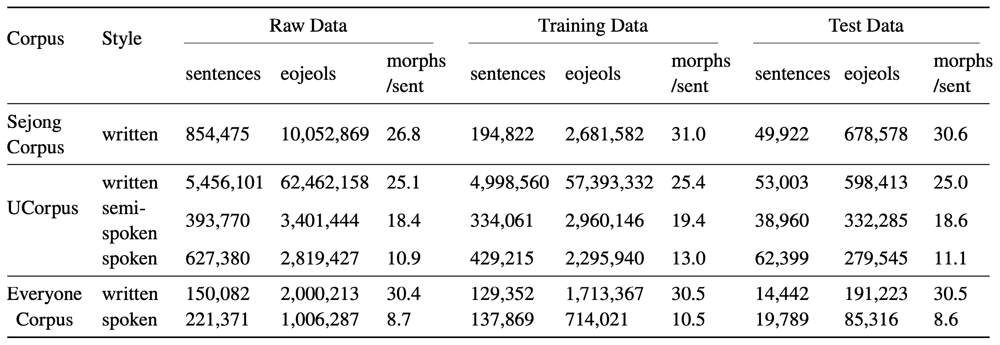 Corpus Style Raw Data Training Data Test Data
sentences eojeols morphs /sent sentences eojeols morphs /sent sentences eojeols morphs /sent
Sejong Corpus written 854,475 10,052,869 26.8 194,822 2,681,582 31.0 49,922 678,578 30.6
UCorpus written 5,456,101 62,462,158 25.1 4,998,560 57,393,332 25.4 53,003 598,413 25.0
semi-spoken 393,770 3,401,444 18.4 334,061 2,960,146 19.4 38,960 332,285 18.6
spoken 627,380 2,819,427 10.9 429,215 2,295,940 13.0 62,399 279,545 11.1
Everyone Corpus written 150,082 2,000,213 30.4 129,352 1,713,367 30.5 14,442 191,223 30.5
spoken 221,371 1,006,287 8.7 137,869 714,021 10.5 19,789 85,316 8.6